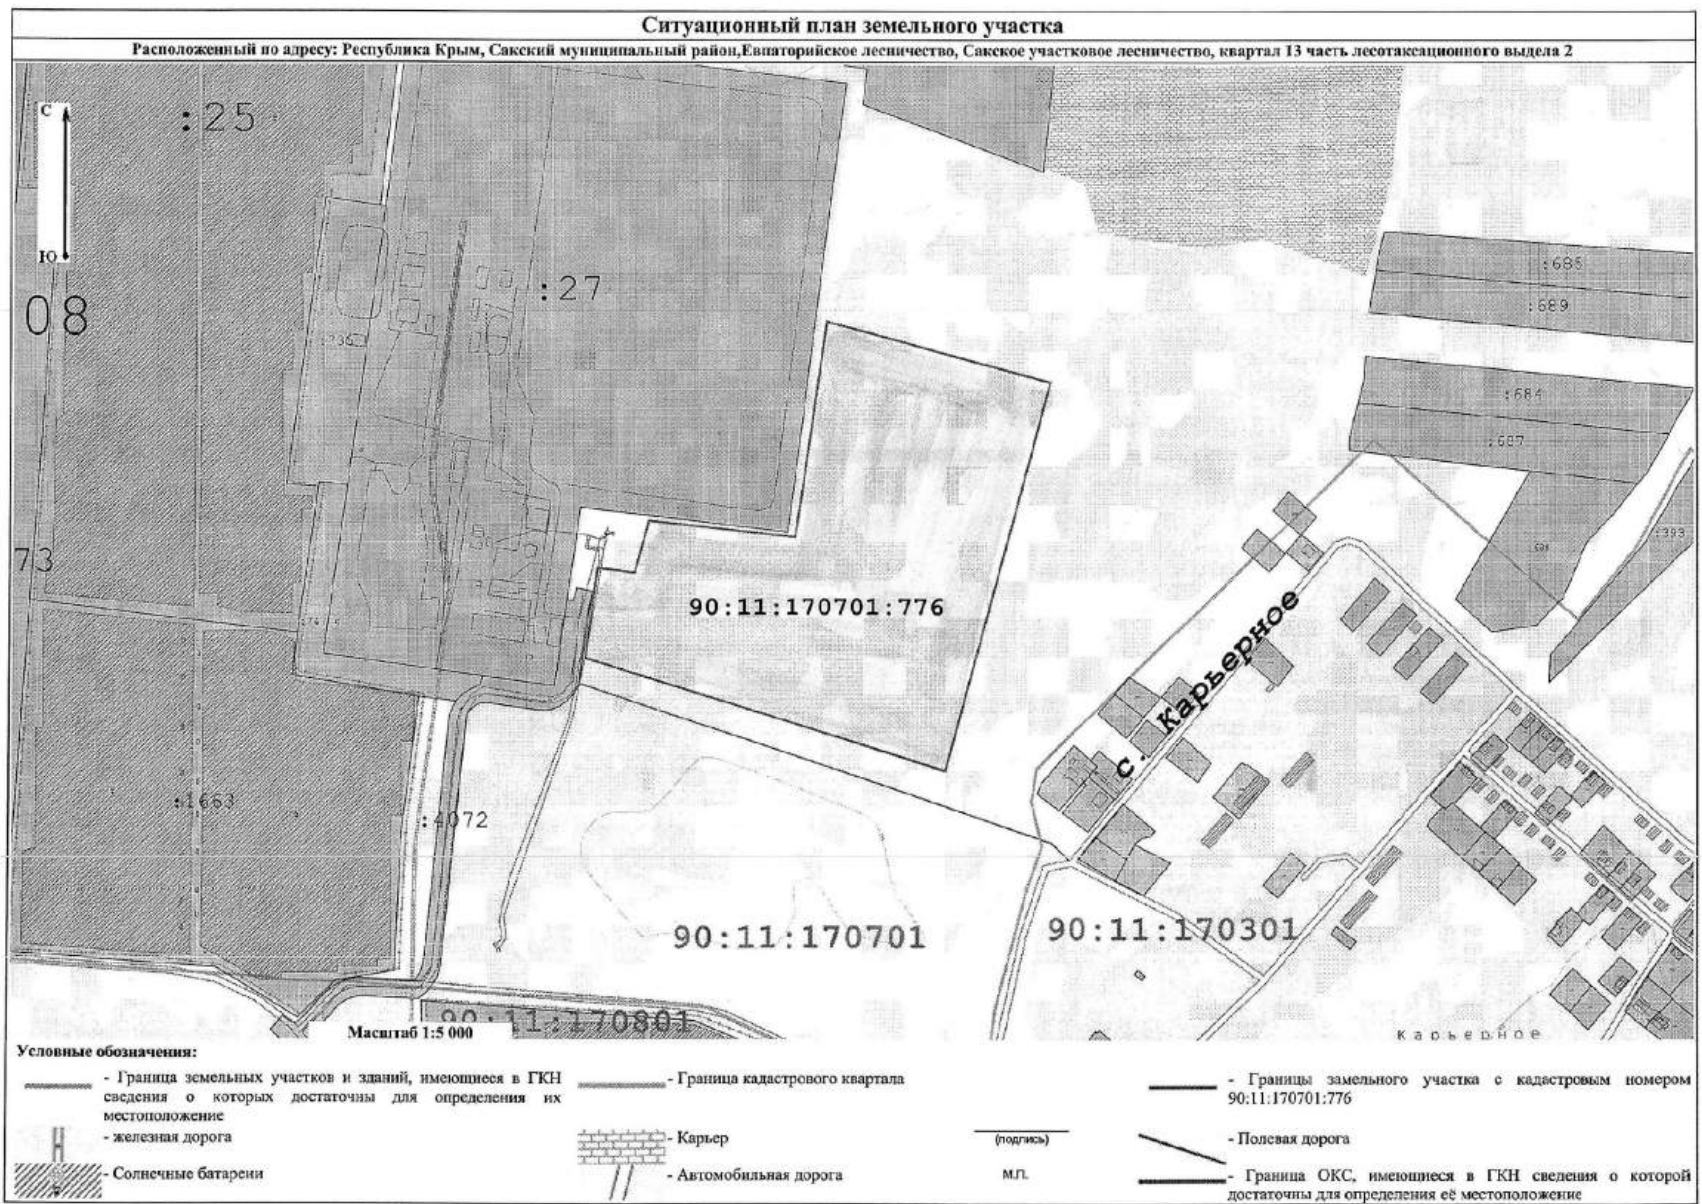 Ситуационный план земельного участка
Расположенный по адресу: Республика Крым, Сакский муниципальный район,Евпаторийское лесничество, Сакское участковое лесничество, квартал 13 часть лесотаксационного выдела 2
С
Ю
:25
08
:27
:685
:689
:684
:687
:393
73
90:11:170701:776
с. Карьерное
:1663
:4072
90:11:170701
90:11:170301
90:11:170801
Карьерное
Масштаб 1:5 000
Условные обозначения:
- Граница земельных участков и зданий, имеющиеся в ГКН
сведения о которых достаточны для определения их
местоположение
- железная дорога
- Солнечные батареии
- Граница кадастрового квартала
- Карьер
- Автомобильная дорога
(подпись)
М.П.
- Границы замельного участка с кадастровым номером
90:11:170701:776
- Полевая дорога
- Граница ОКС, имеющиеся в ГКН сведения о которой
достаточны для определения её местоположение